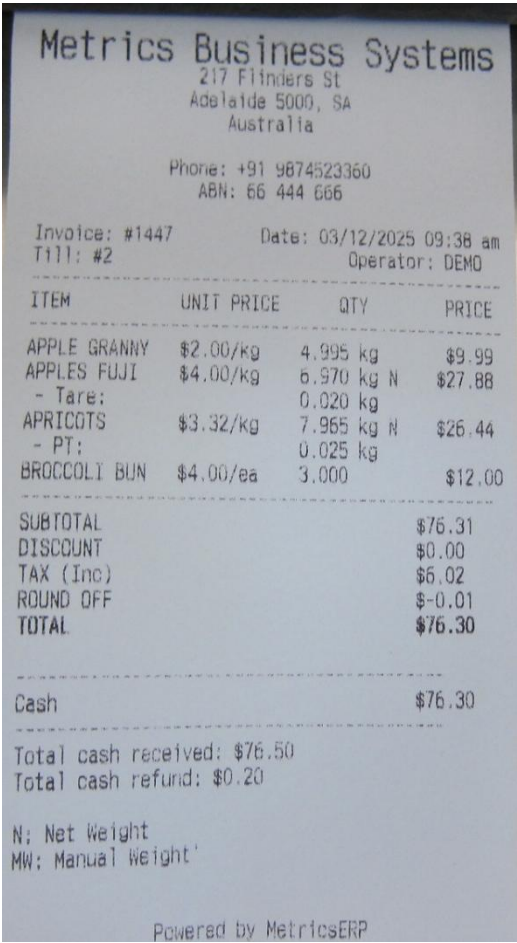 Metrics Business Systems
217 Flinders St
Adelaide 5000, SA
Australia
Phone: +91 9874523360
ABN: 66 444 666
Invoice: #1447 Date: 03/12/2025 09:38 am
Till: #2 Operator: DEMO
ITEM UNIT PRICE QTY PRICE
APPLE GRANNY $2.00/kg 4.995 kg $9.99
APPLES FUJI $4.00/kg 6.970 kg N $27.88
- Tare: 0.020 kg
APRICOTS $3.32/kg 7.965 kg N $26.44
- PT: 0.025 kg
BROCCOLI BUN $4.00/ea 3.000 $12.00
SUBTOTAL $76.31
DISCOUNT $0.00
TAX (Inc) $6.02
ROUND OFF $-0.01
TOTAL $76.30
Cash $76.30
Total cash received: $76.50
Total cash refund: $0.20
N: Net Weight
MW: Manual Weight
Powered by MetricsERP